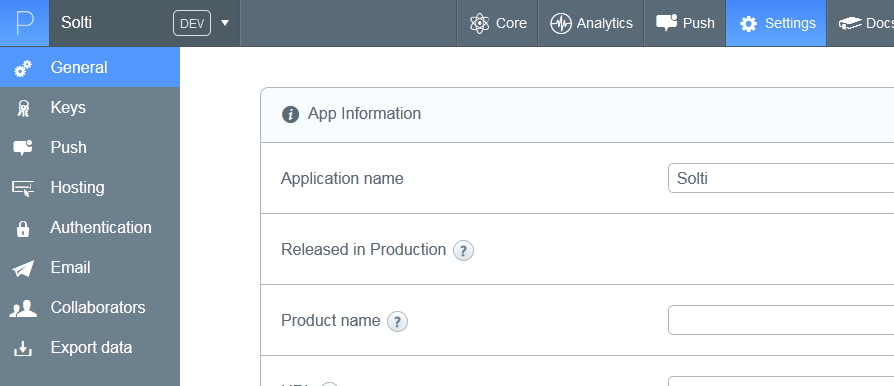 P Solti DEV Core Analytics Push Settings Docs
General
Keys
Push
Hosting
Authentication
Email
Collaborators
Export data
App Information
Application name Solti
Released in Production ?
Product name ?